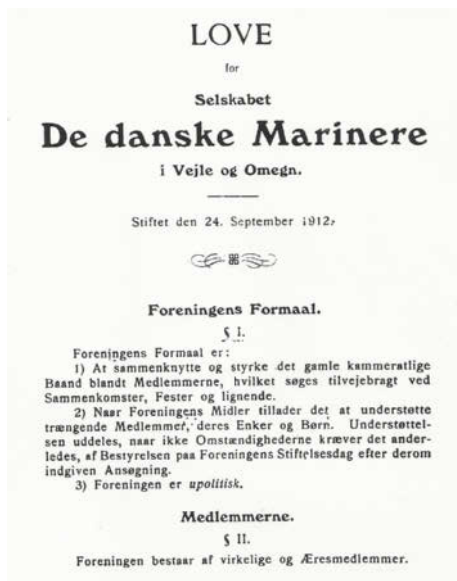 LOVE
for
Selskabet
De danske Marinere
i Vejle og Omegn.
Stiftet den 24. September 1912.
Foreningens Formaal.
§ I.
Foreningens Formaal er:
1) At sammenknytte og styrke det gamle kammeratlige
Baand blandt Medlemmerne, hvilket søges tilvejebragt ved
Sammenkomster, Fester og lignende.
2) Naar Foreningens Midler tillader det at understøtte
trængende Medlemmer, deres Enker og Børn. Understøttel-
sen uddeles, naar ikke Omstændighederne kræver det ander-
ledes, af Bestyrelsen paa Foreningens Stiftelsesdag efter derom
indgiven Ansøgning.
3) Foreningen er upolitisk.
Medlemmerne.
§ II.
Foreningen bestaar af virkelige og Æresmedlemmer.